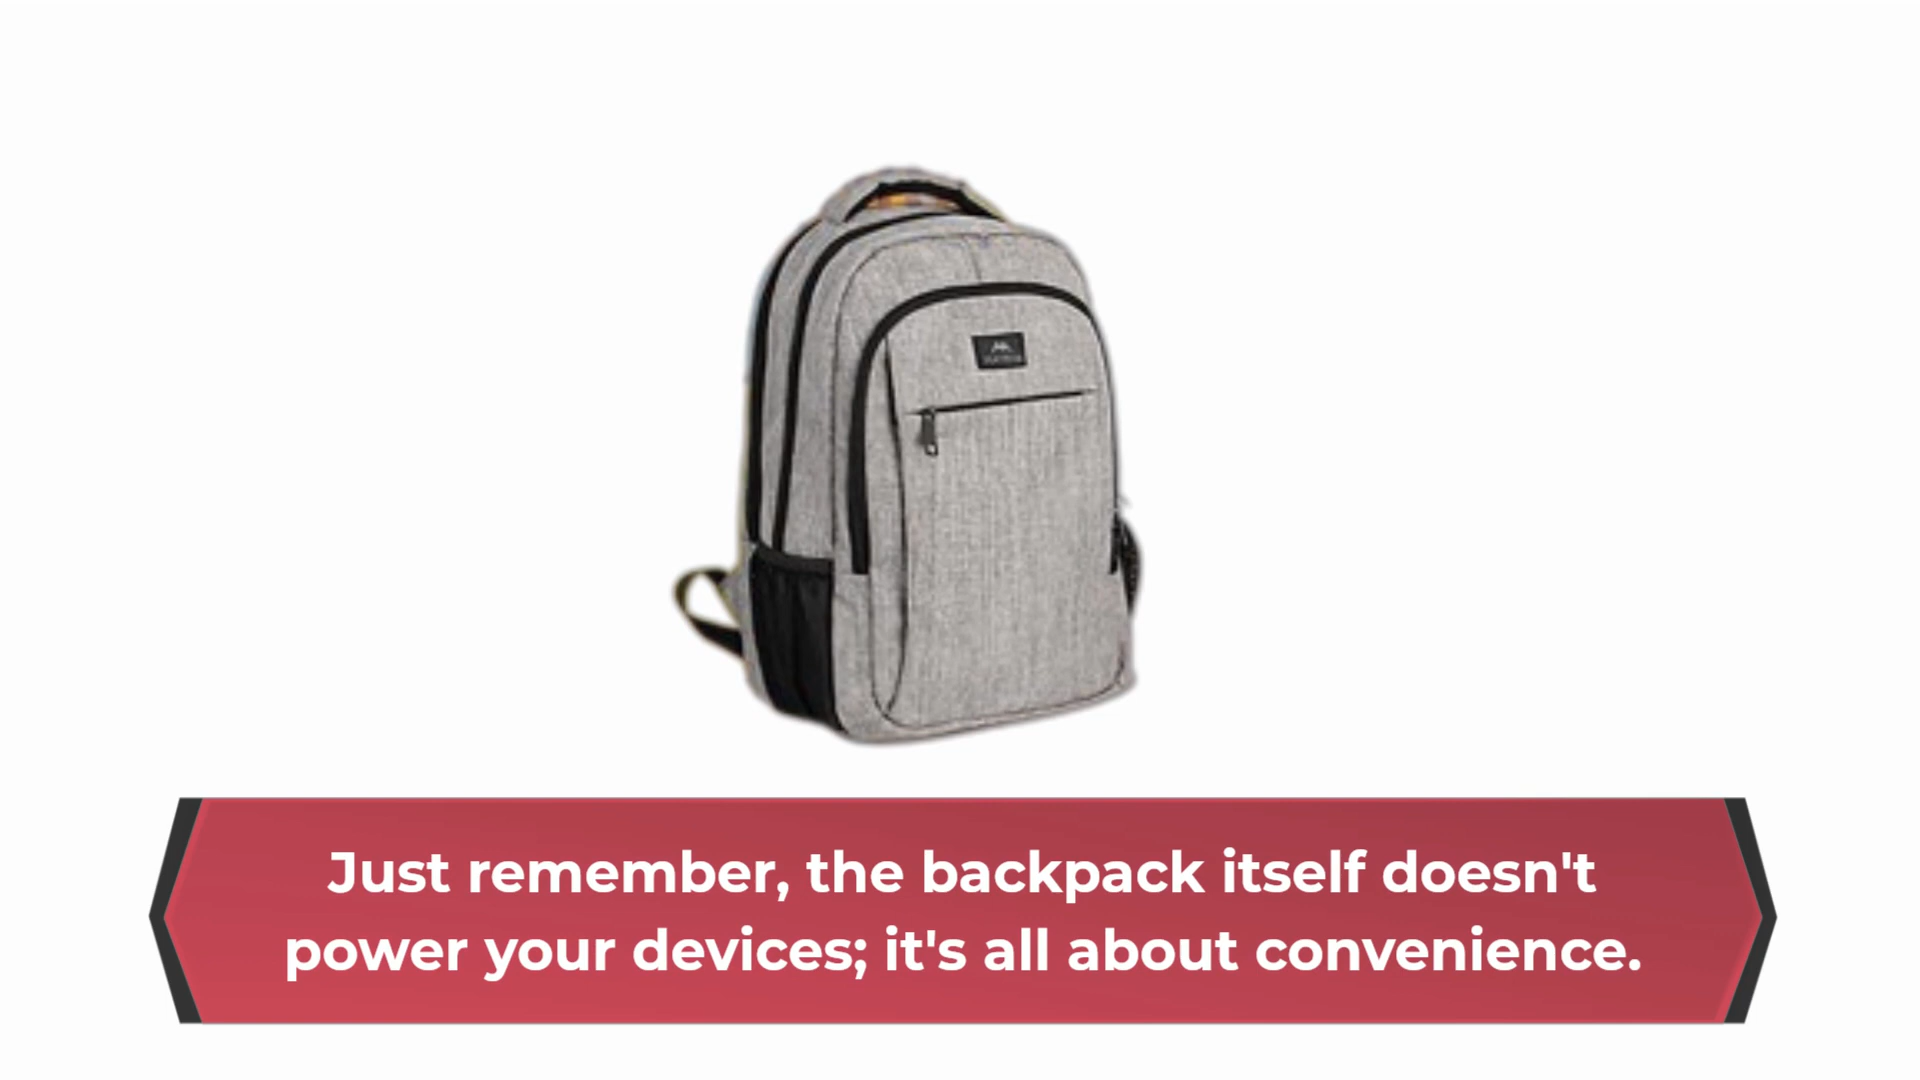 Just remember, the backpack itself doesn't
power your devices; it's all about convenience.